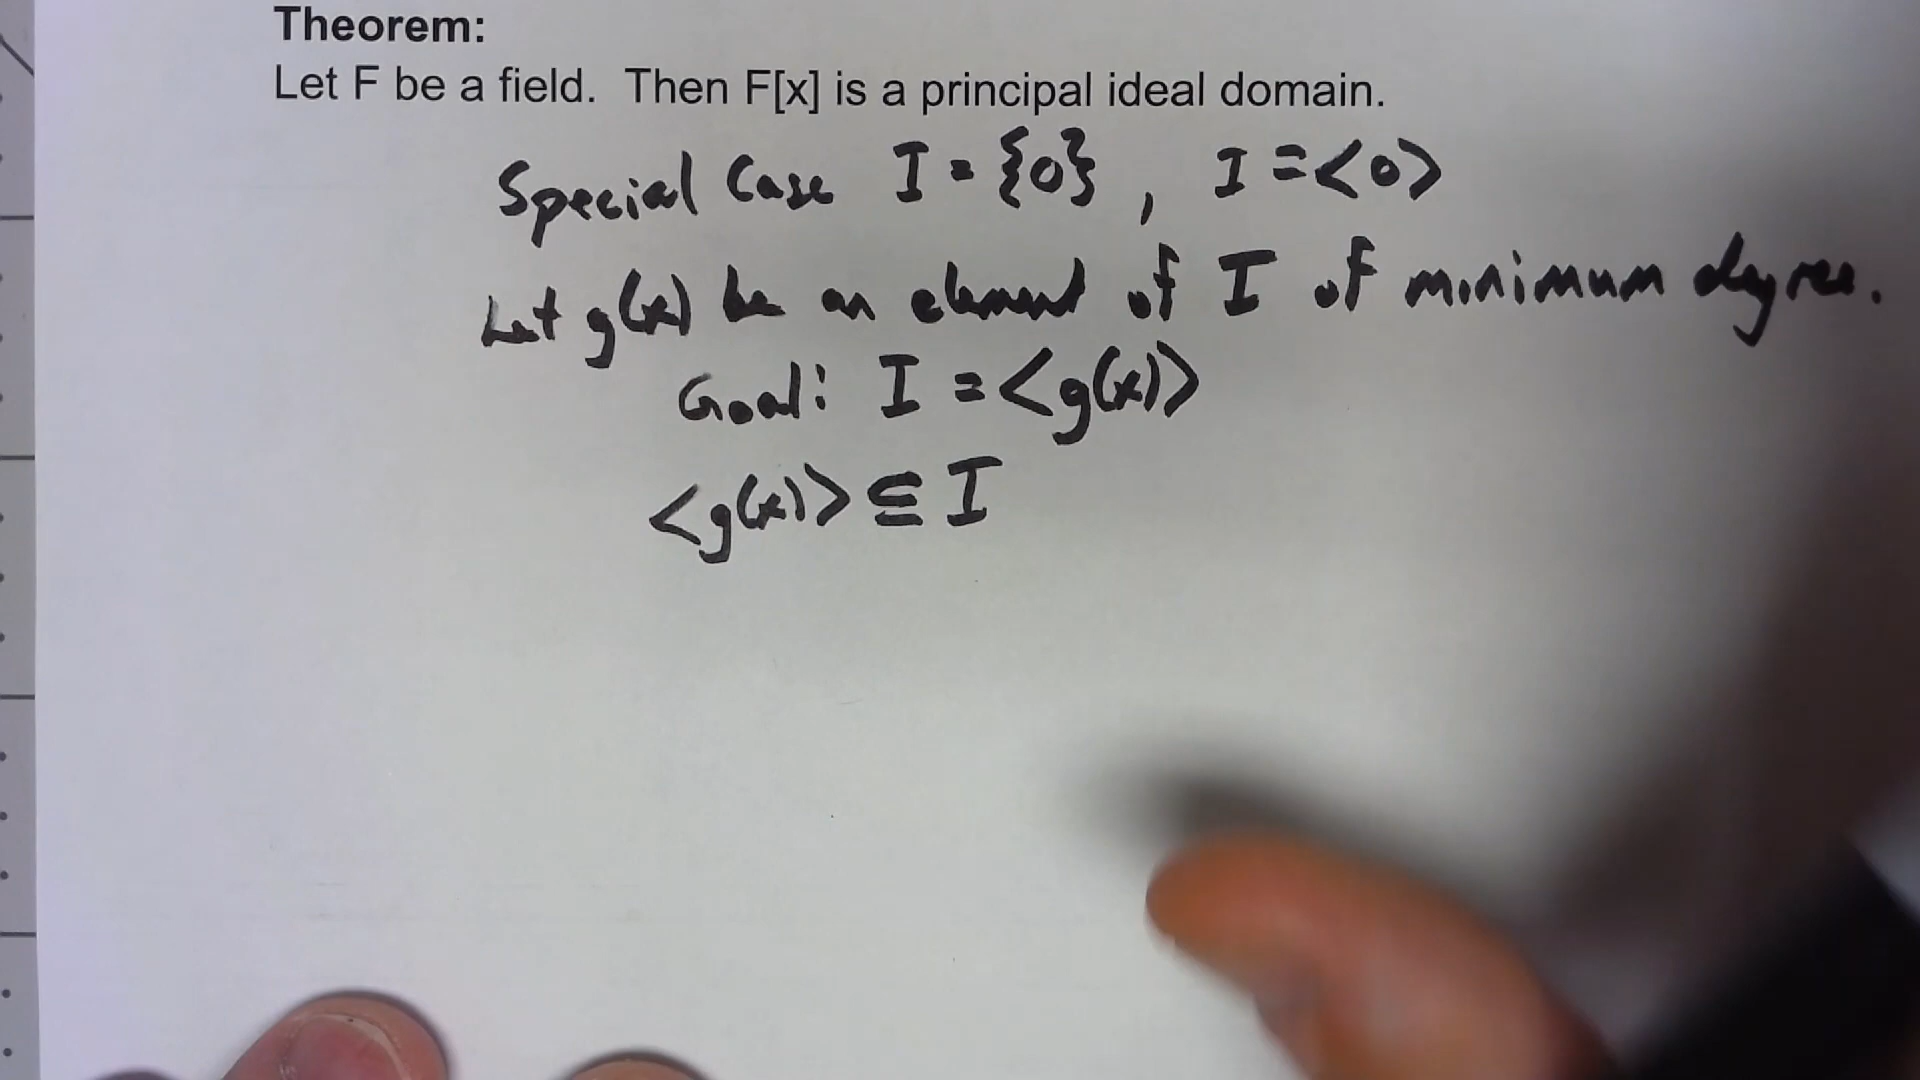 Theorem:
Let F be a field. Then F[x] is a principal ideal domain.
Special Case I = {0} , I = <0>
Let g(x) be an element of I of minimum degree.
Goal: I = <g(x)>
<g(x)> ⊆ I